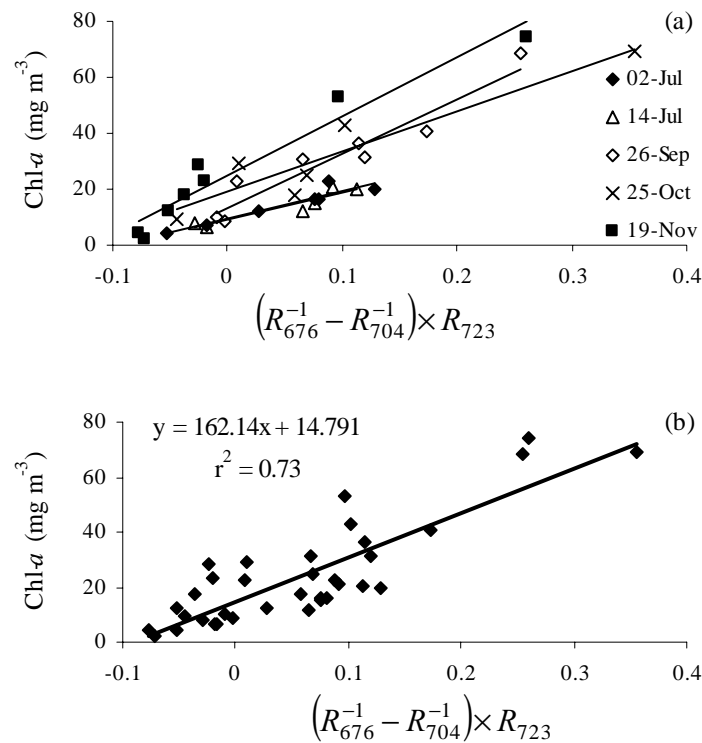 (a)
80
60
40
20
0
Chl-a (mg m⁻³)
02-Jul
14-Jul
26-Sep
25-Oct
19-Nov
-0.1 0 0.1 0.2 0.3 0.4
(R₆₇₆⁻¹ − R₇₀₄⁻¹) × R₇₂₃
(b)
y = 162.14x + 14.791
r² = 0.73
80
60
40
20
0
Chl-a (mg m⁻³)
-0.1 0 0.1 0.2 0.3 0.4
(R₆₇₆⁻¹ − R₇₀₄⁻¹) × R₇₂₃